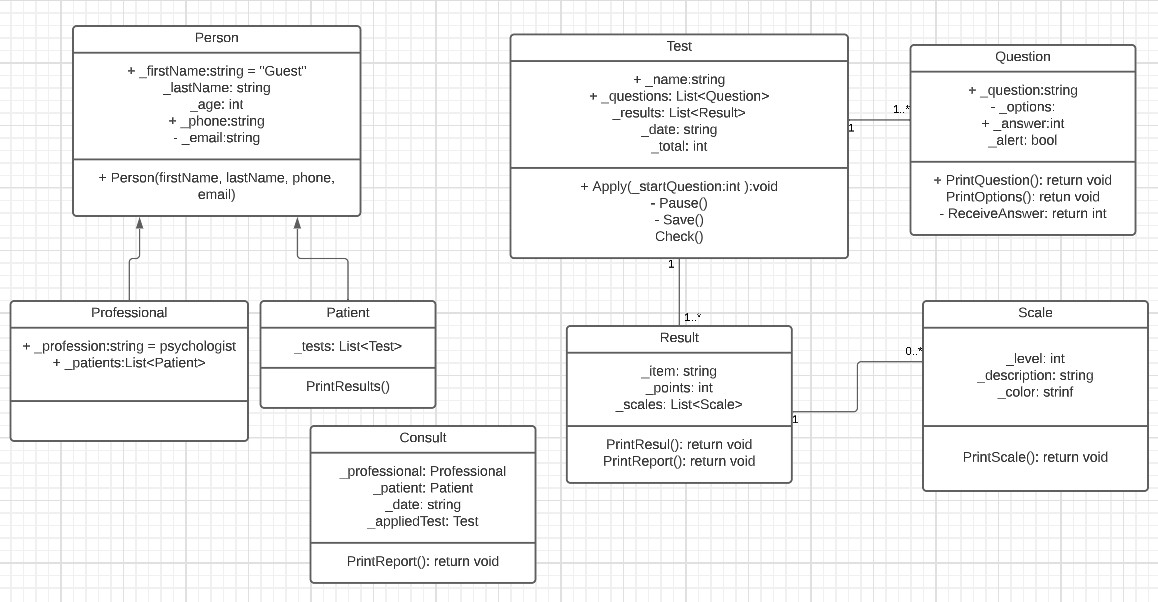 Person
+ _firstName:string = "Guest"
_lastName: string
_age: int
+ _phone:string
- _email:string
+ Person(firstName, lastName, phone,
email)
Test
+ _name:string
+ _questions: List<Question>
_results: List<Result>
_date: string
_total: int
+ Apply(_startQuestion:int ):void
- Pause()
- Save()
Check()
1
1..*
Question
+ _question:string
- _options:
+ _answer:int
_alert: bool
+ PrintQuestion(): return void
PrintOptions(): retun void
- ReceiveAnswer: return int
Professional
+ _profession:string = psychologist
+ _patients:List<Patient>
Patient
_tests: List<Test>
PrintResults()
1
1..*
Result
_item: string
_points: int
_scales: List<Scale>
PrintResul(): return void
PrintReport(): return void
1
0..*
Scale
_level: int
_description: string
_color: strinf
PrintScale(): return void
Consult
_professional: Professional
_patient: Patient
_date: string
_appliedTest: Test
PrintReport(): return void